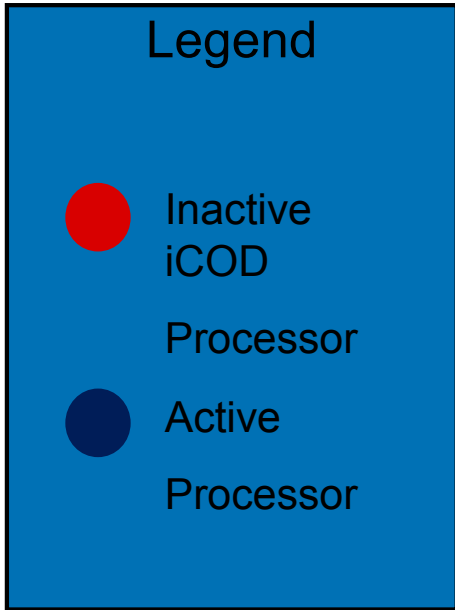 Legend
Inactive
iCOD
Processor
Active
Processor